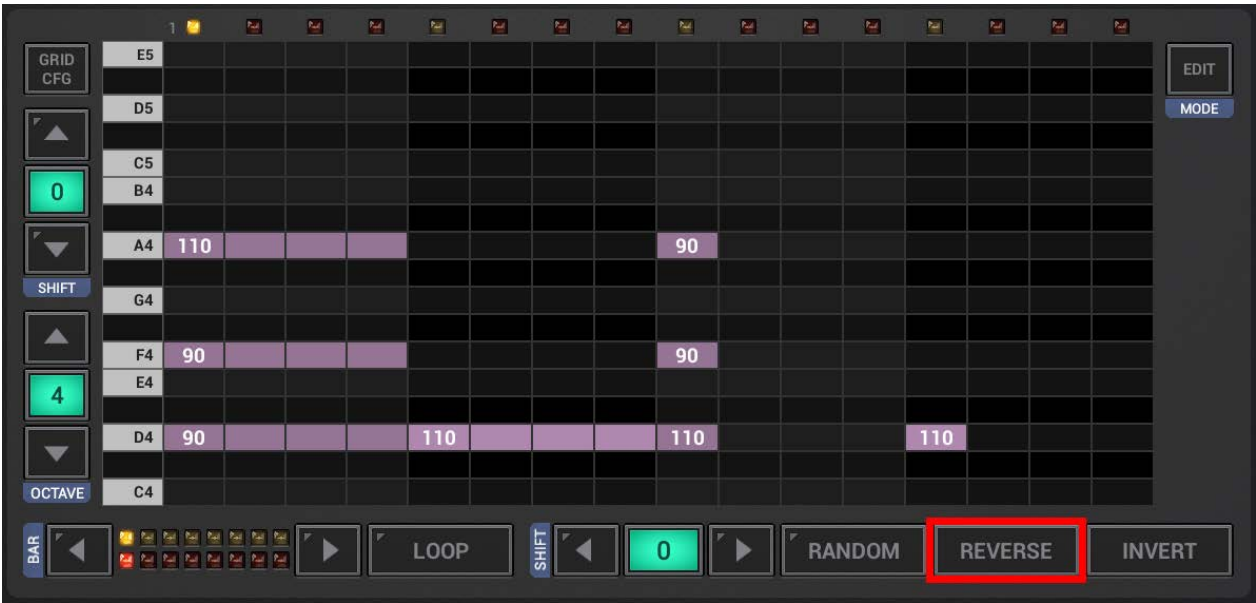 1
GRID
CFG
E5
EDIT
D5
MODE
C5
0
B4
A4 110 90
SHIFT
G4
F4 90 90
E4
4
D4 90 110 110 110
OCTAVE
C4
BAR
LOOP
SHIFT
0
RANDOM
REVERSE
INVERT